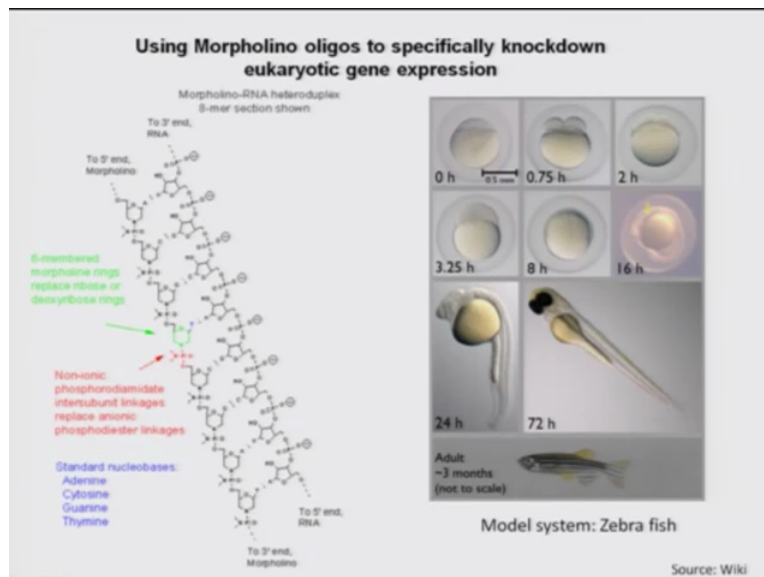 Using Morpholino oligos to specifically knockdown
eukaryotic gene expression
Morpholino-RNA heteroduplex
8-mer section shown
To 3' end,
RNA
To 5' end,
Morpholino
6-membered
morpholine rings
replace ribose or
deoxyribose rings
Non-ionic
phosphorodiamidate
intersubunit linkages
replace anionic
phosphodiester linkages
Standard nucleobases:
Adenine
Cytosine
Guanine
Thymine
To 5' end,
RNA
To 3' end,
Morpholino
0 h
0.5 mm
0.75 h
2 h
3.25 h
8 h
16 h
24 h
72 h
Adult
~3 months
(not to scale)
Model system: Zebra fish
Source: Wiki